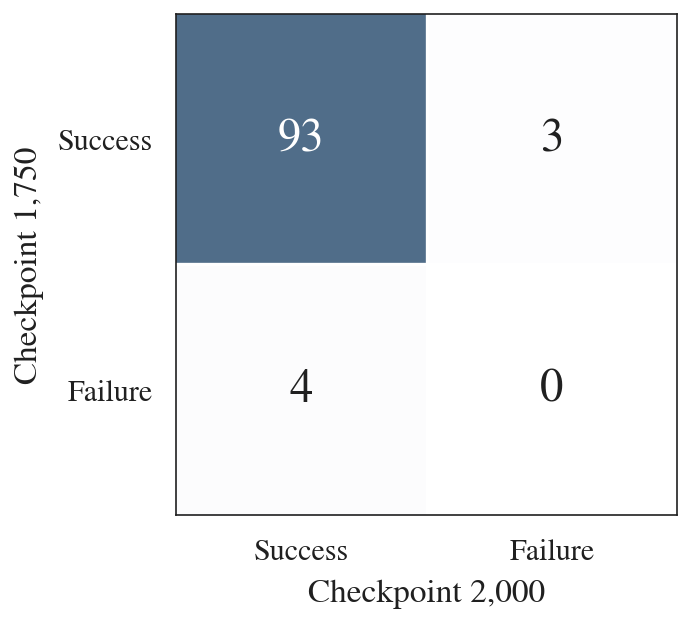 Checkpoint 1,750
Success
93
3
Failure
4
0
Success
Failure
Checkpoint 2,000